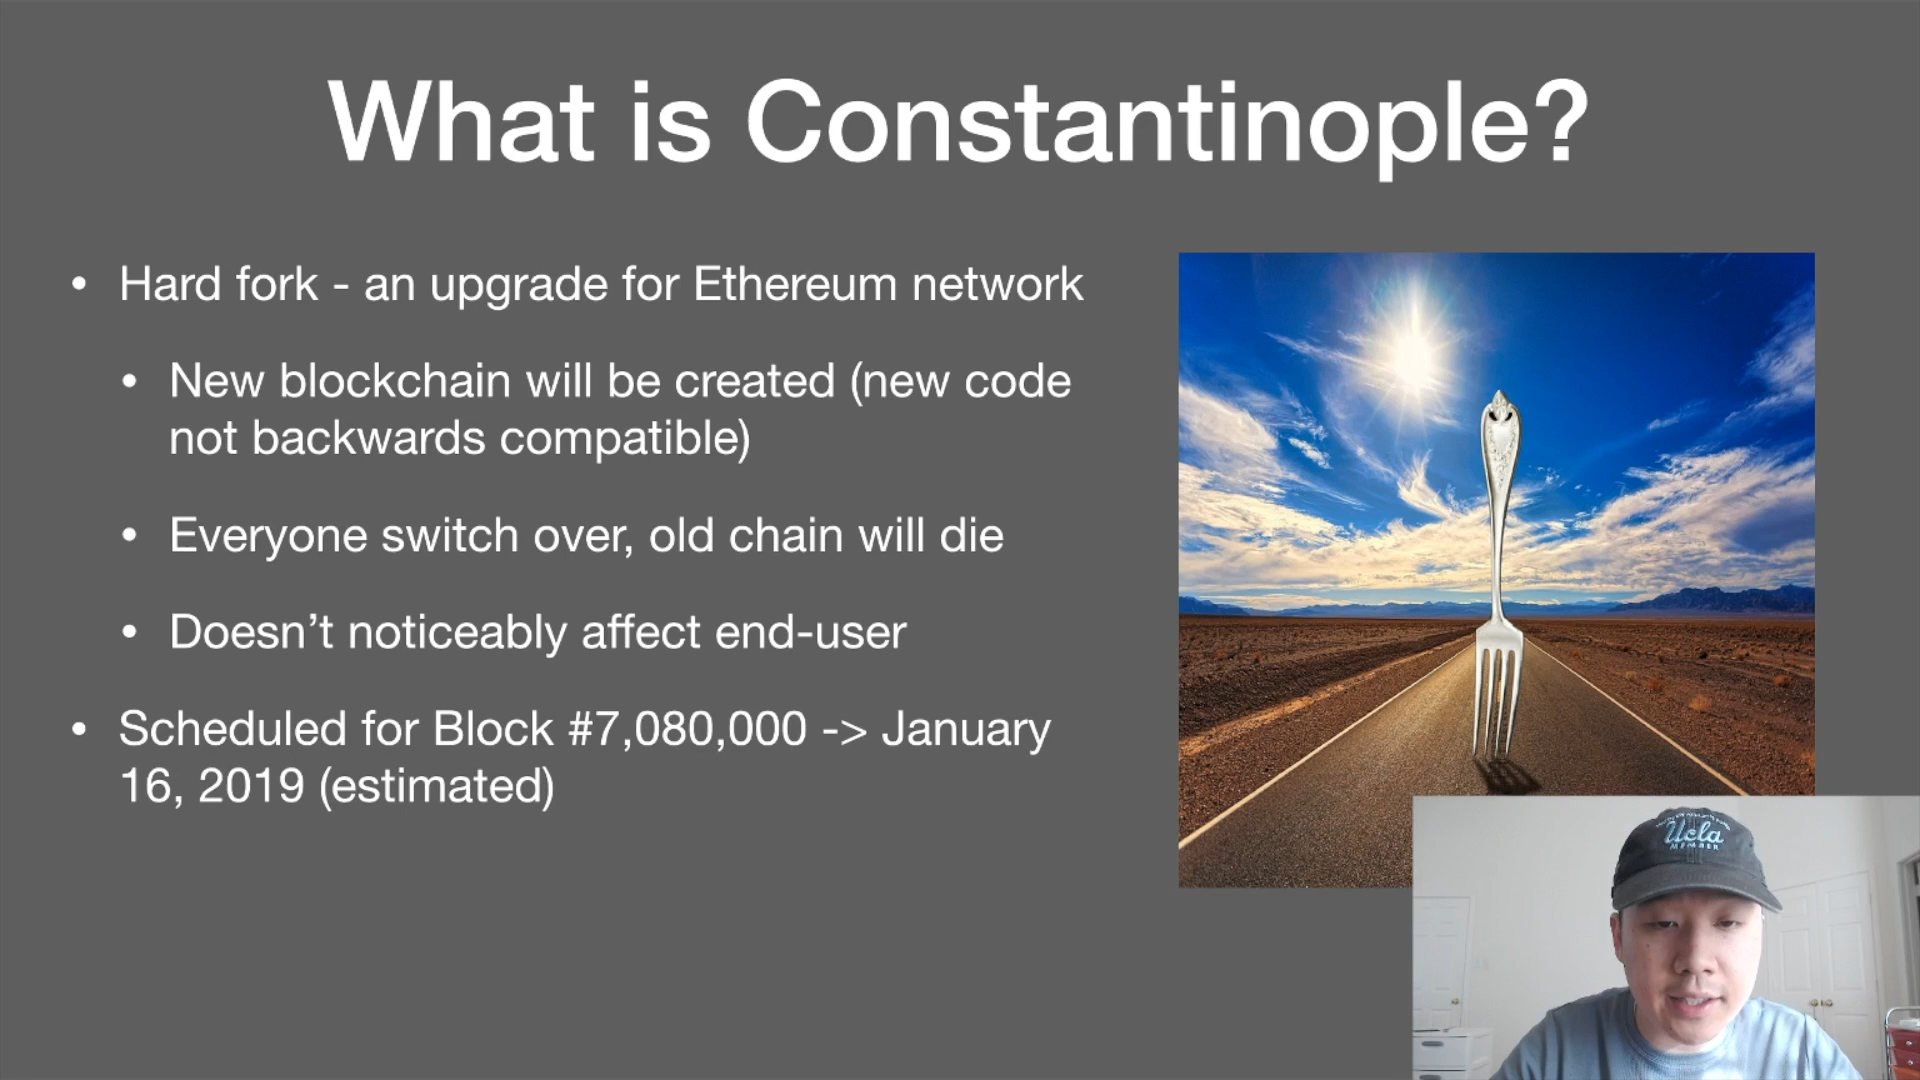 What is Constantinople?
• Hard fork - an upgrade for Ethereum network
• New blockchain will be created (new code
not backwards compatible)
• Everyone switch over, old chain will die
• Doesn’t noticeably affect end-user
• Scheduled for Block #7,080,000 -> January
16, 2019 (estimated)
Ucla
MEMBER